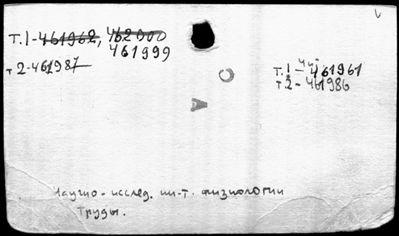 т.1-461962, 462000
461999
т 2-461987
т.1 - 461961
т.2 - 461986
Научно-исслед. ин-т. физиологии
Труды.